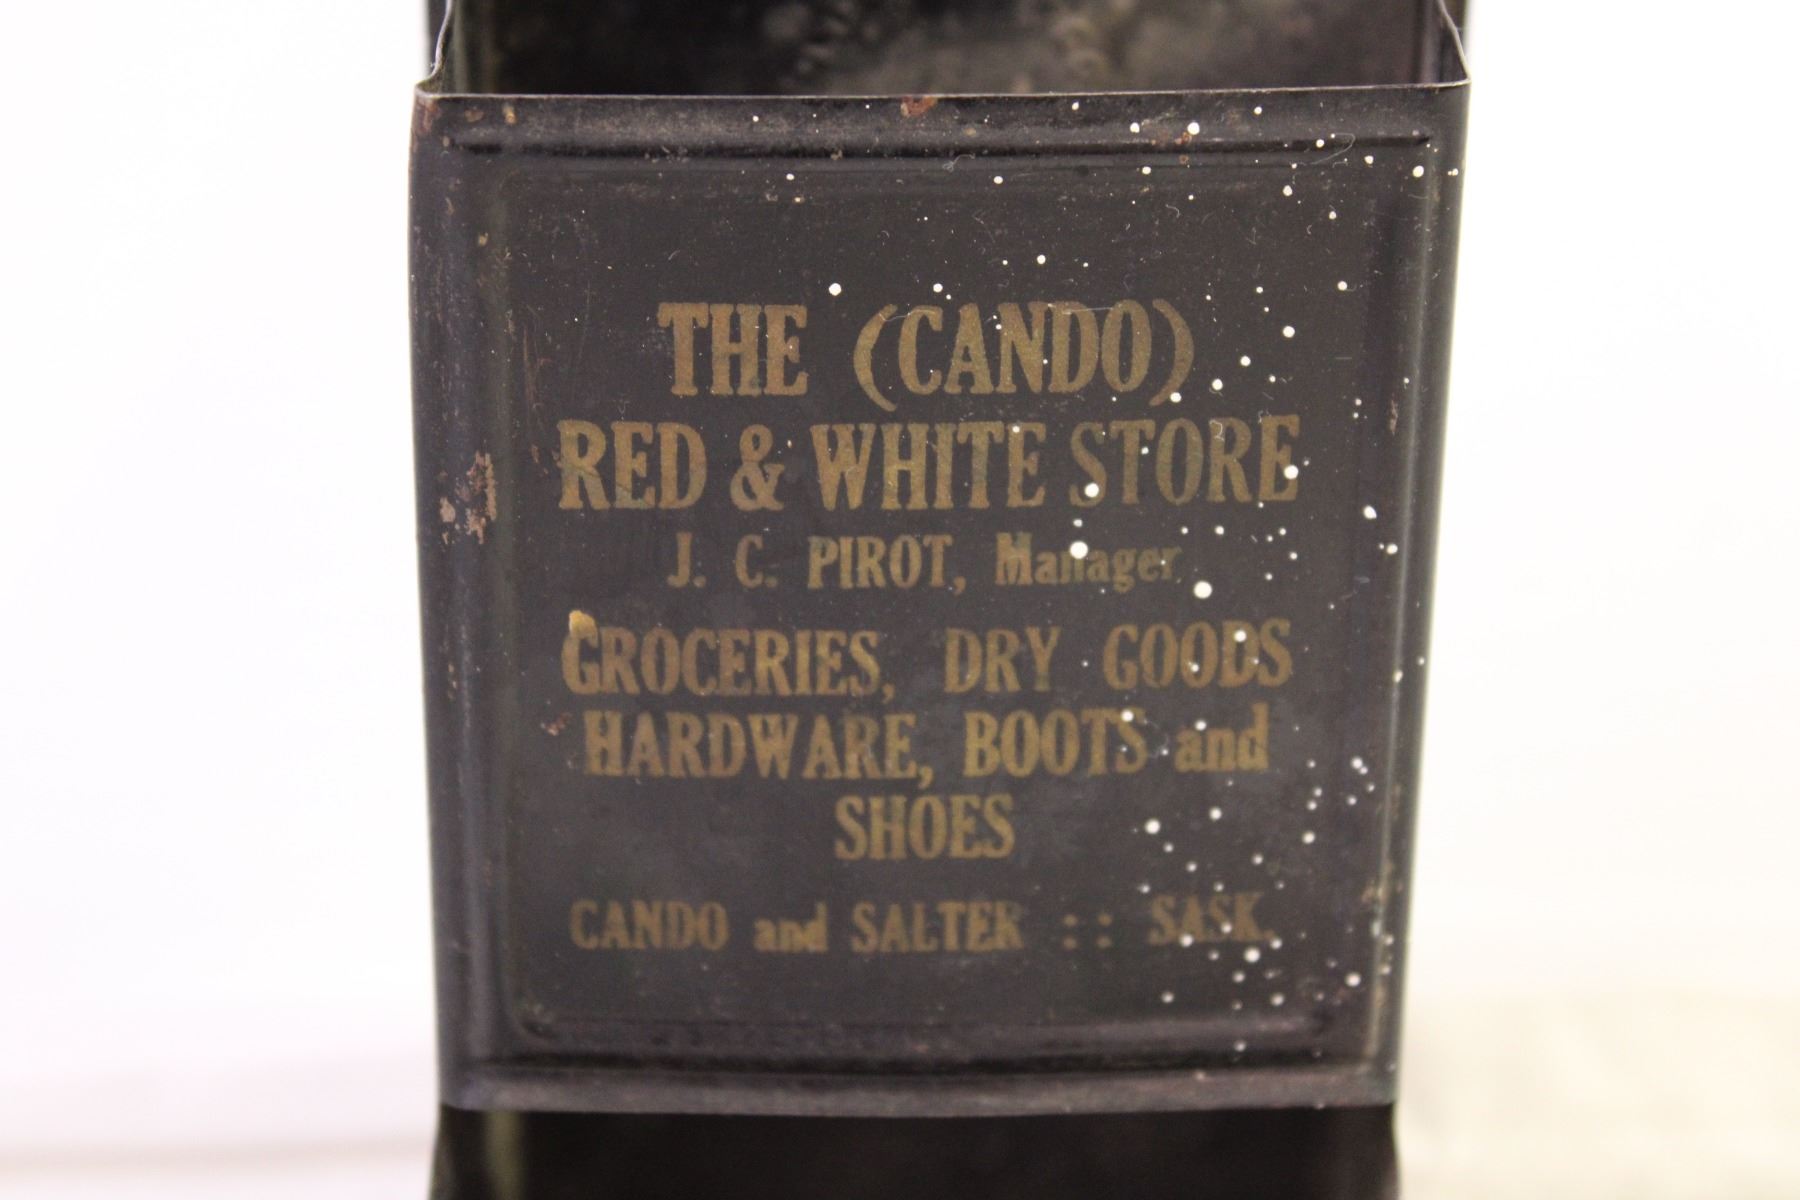 THE (CANDO)
RED & WHITE STORE
J. C. PIROT, Manager
GROCERIES, DRY GOODS
HARDWARE, BOOTS and
SHOES
CANDO and SALTER :: SASK.